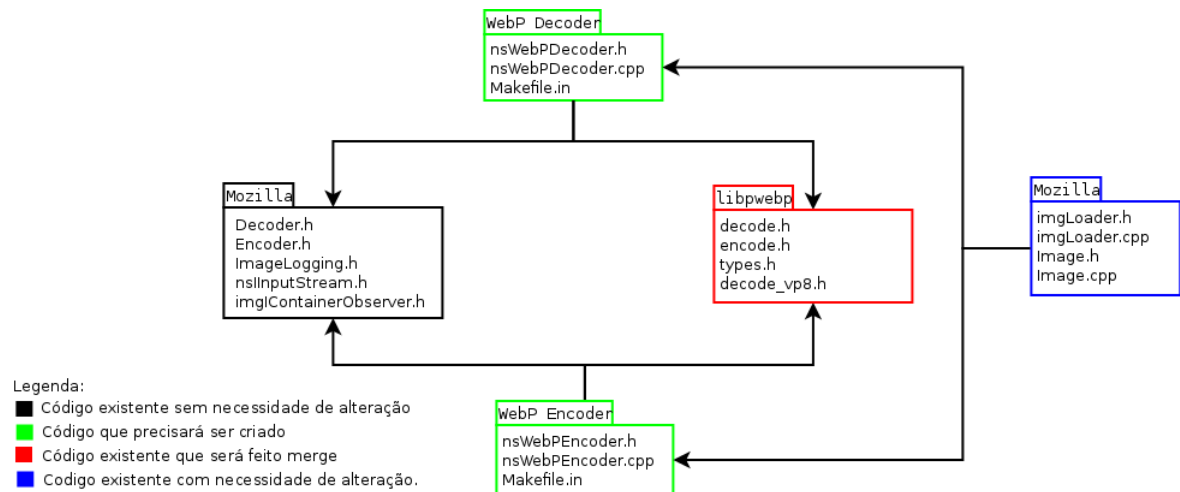 WebP Decoder
nsWebPDecoder.h
nsWebPDecoder.cpp
Makefile.in
Mozilla
Decoder.h
Encoder.h
ImageLogging.h
nsIInputStream.h
imgIContainerObserver.h
libpwebp
decode.h
encode.h
types.h
decode_vp8.h
Mozilla
imgLoader.h
imgLoader.cpp
Image.h
Image.cpp
WebP Encoder
nsWebPEncoder.h
nsWebPEncoder.cpp
Makefile.in
Legenda:
Código existente sem necessidade de alteração
Código que precisará ser criado
Código existente que será feito merge
Codigo existente com necessidade de alteração.